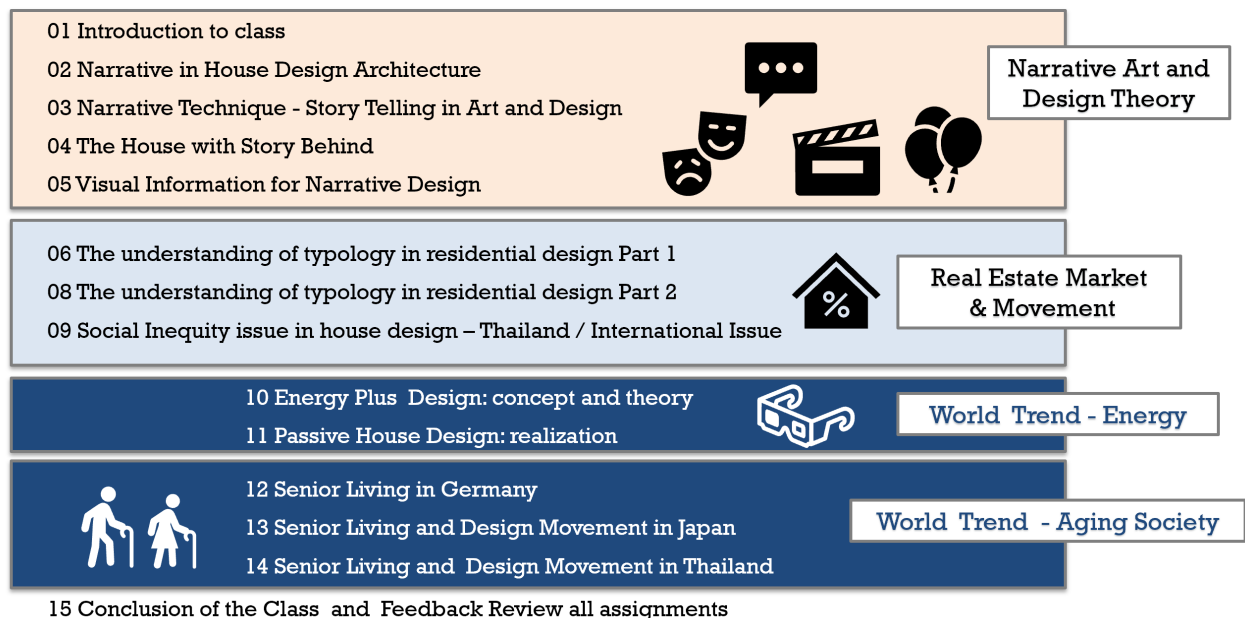 01 Introduction to class
02 Narrative in House Design Architecture
03 Narrative Technique - Story Telling in Art and Design
04 The House with Story Behind
05 Visual Information for Narrative Design
Narrative Art and
Design Theory
06 The understanding of typology in residential design Part 1
08 The understanding of typology in residential design Part 2
09 Social Inequity issue in house design – Thailand / International Issue
%
Real Estate Market
& Movement
10 Energy Plus  Design: concept and theory
11 Passive House Design: realization
World  Trend - Energy
12 Senior Living in Germany
13 Senior Living and Design Movement in Japan
14 Senior Living and  Design Movement in Thailand
World  Trend  - Aging Society
15 Conclusion of the Class  and  Feedback Review all assignments